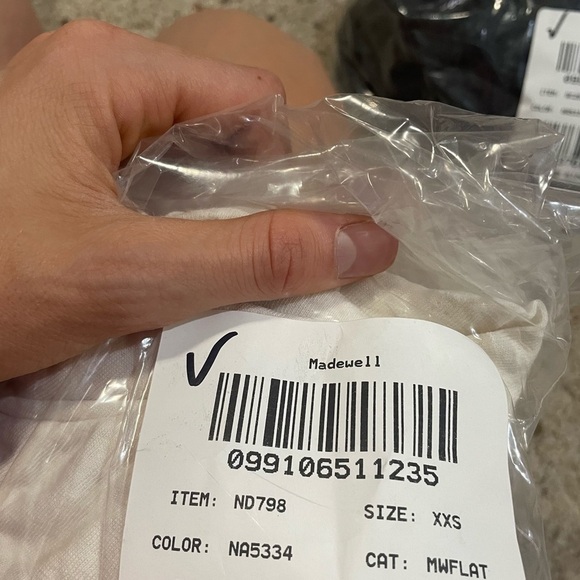 Madewell
099106511235
ITEM: ND798 SIZE: XXS
COLOR: NA5334 CAT: MWFLAT